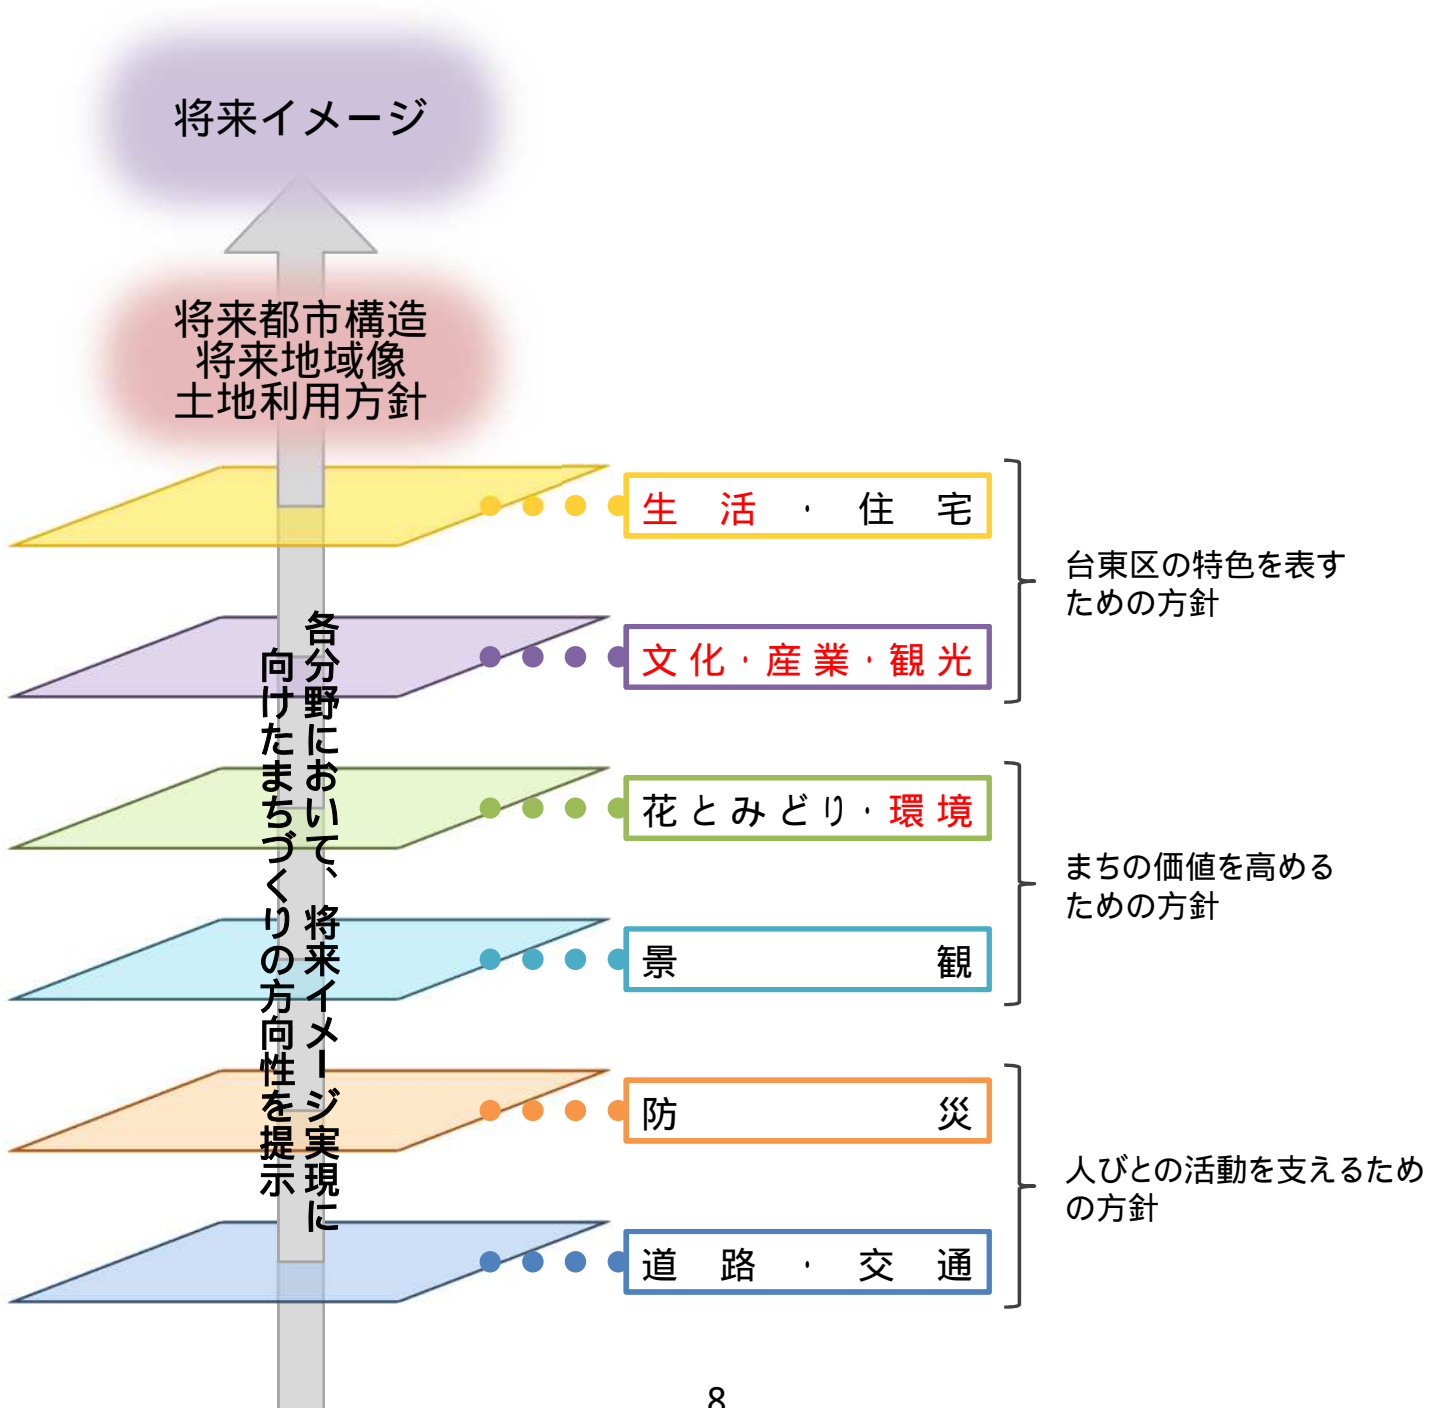 将来イメージ
将来都市構造
将来地域像
土地利用方針
生活・住宅
台東区の特色を表す
ための方針
文化・産業・観光
各分野において、将来イメージ実現に
向けたまちづくりの方向性を提示
花とみどり・環境
まちの価値を高める
ための方針
景観
防災
人びとの活動を支えるため
の方針
道路・交通
8